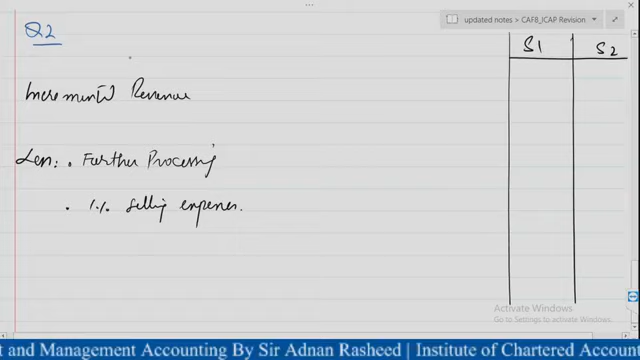 ...
updated notes > CAF8_ICAP Revision
Q2
S1 S2
Incremental Revenue
Less: • Further Processing
• 1% Selling expenses.
Activate Windows
Go to Settings to activate Windows.
t and Management Accounting By Sir Adnan Rasheed | Institute of Chartered Accou